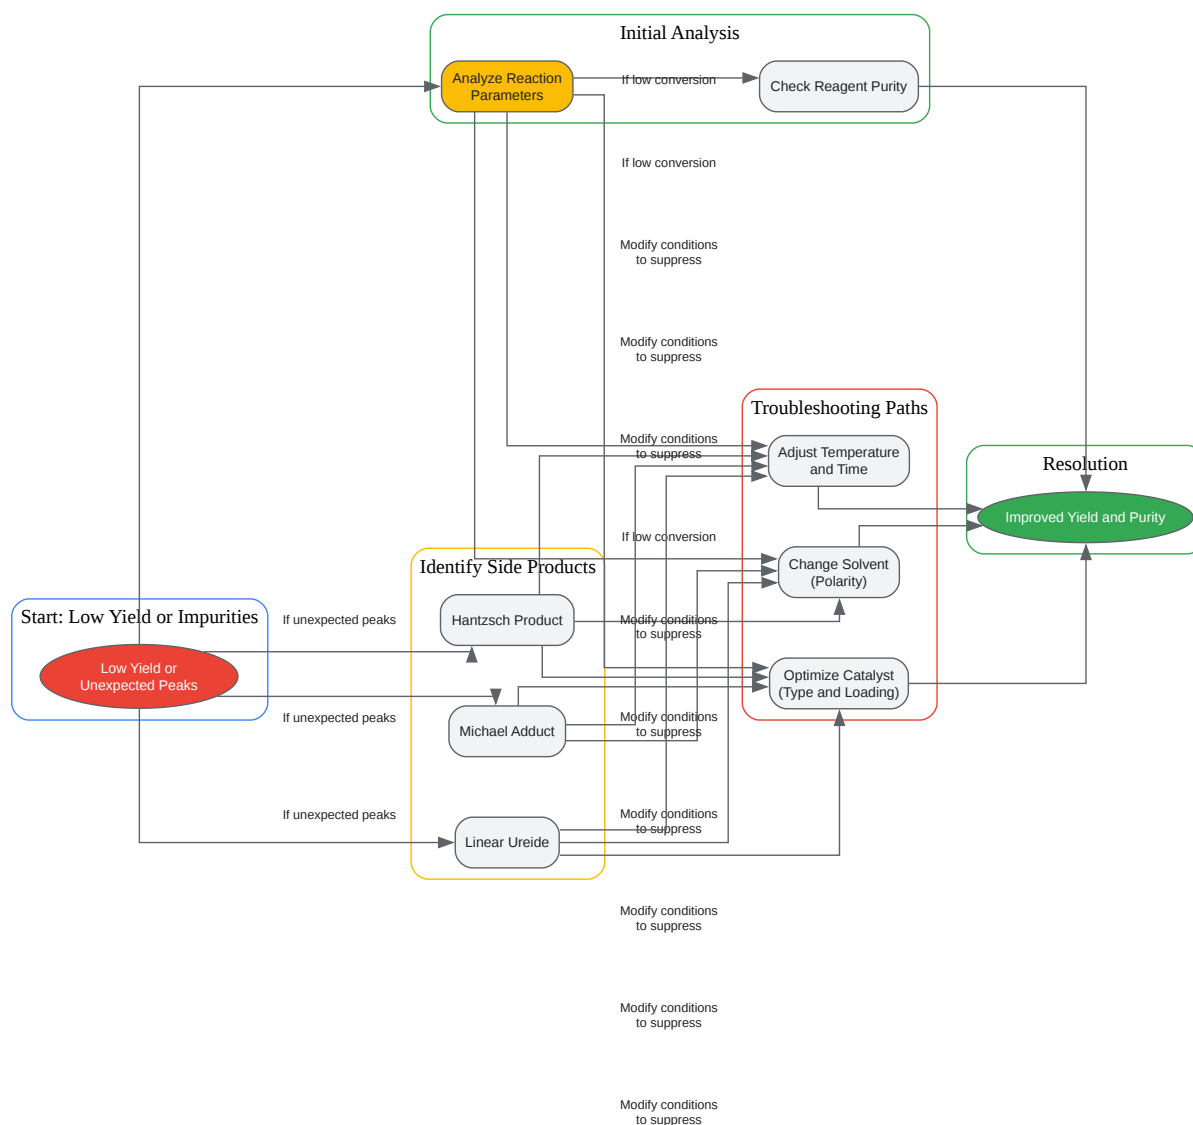 Initial Analysis
Analyze Reaction
Parameters
If low conversion
Check Reagent Purity
If low conversion
Modify conditions
to suppress
Modify conditions
to suppress
Troubleshooting Paths
Modify conditions
to suppress
Adjust Temperature
and Time
Resolution
Improved Yield and Purity
If low conversion
Identify Side Products
Change Solvent
(Polarity)
Start: Low Yield or Impurities
If unexpected peaks
Hantzsch Product
Modify conditions
to suppress
Low Yield or
Unexpected Peaks
Optimize Catalyst
(Type and Loading)
If unexpected peaks
Michael Adduct
Modify conditions
to suppress
If unexpected peaks
Modify conditions
to suppress
Linear Ureide
Modify conditions
to suppress
Modify conditions
to suppress
Modify conditions
to suppress